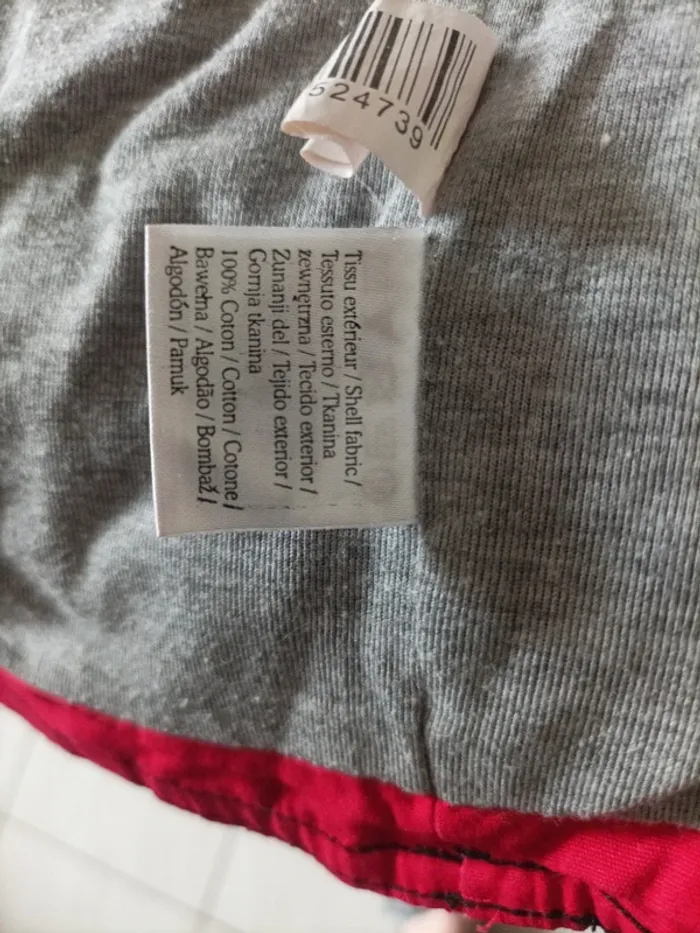 524739
Tissu extérieur / Shell fabric /
Tessuto esterno / Tkanina
zewnętrzna / Tecido exterior /
Zunanji del / Tejido exterior /
Gornja tkanina
100% Coton / Cotton / Cotone /
Bawełna / Algodão / Bombaž /
Algodón / Pamuk